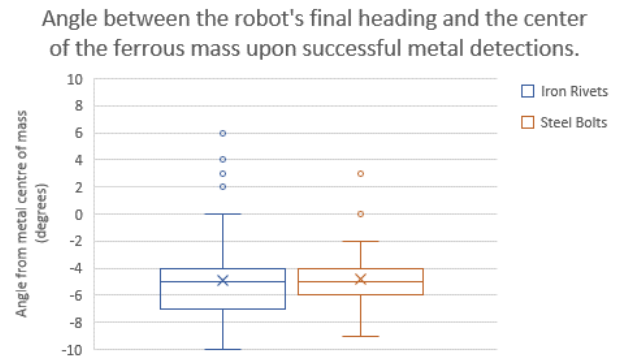 Angle between the robot's final heading and the center
of the ferrous mass upon successful metal detections.
Angle from metal centre of mass
(degrees)
10
8
6
4
2
0
-2
-4
-6
-8
-10
Iron Rivets
Steel Bolts